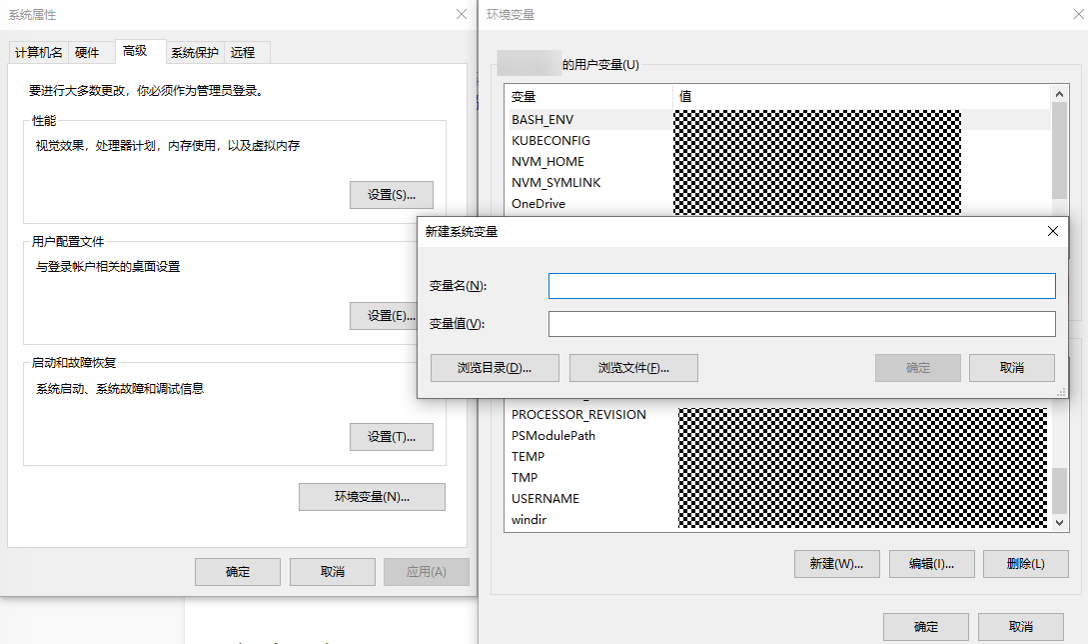 系统属性
计算机名 硬件 高级 系统保护 远程
要进行大多数更改，你必须作为管理员登录。
性能
视觉效果，处理器计划，内存使用，以及虚拟内存
设置(S)...
用户配置文件
与登录帐户相关的桌面设置
设置(E)...
启动和故障恢复
系统启动、系统故障和调试信息
设置(T)...
环境变量(N)...
确定 取消 应用(A)
环境变量
的用户变量(U)
变量 值
BASH_ENV
KUBECONFIG
NVM_HOME
NVM_SYMLINK
OneDrive
新建系统变量
变量名(N):
变量值(V):
浏览目录(D)... 浏览文件(F)... 确定 取消
PROCESSOR_REVISION
PSModulePath
TEMP
TMP
USERNAME
windir
新建(W)... 编辑(I)... 删除(L)
确定 取消